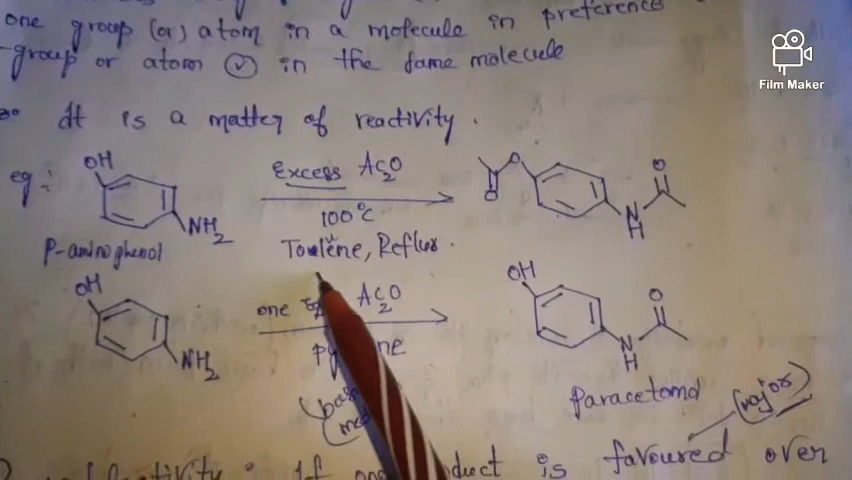 one group (or) atom in a molecule in preference
group or atom in the same molecule
It is a matter of reactivity.
eg:-
OH
NH2
P-aminophenol
Excess Ac2O
100°C
Toulene, Reflux.
O
O
N
H
O
OH
NH2
one Ac2O
OH
N
H
O
Paracetomol
(major)
product is favoured over
Film Maker